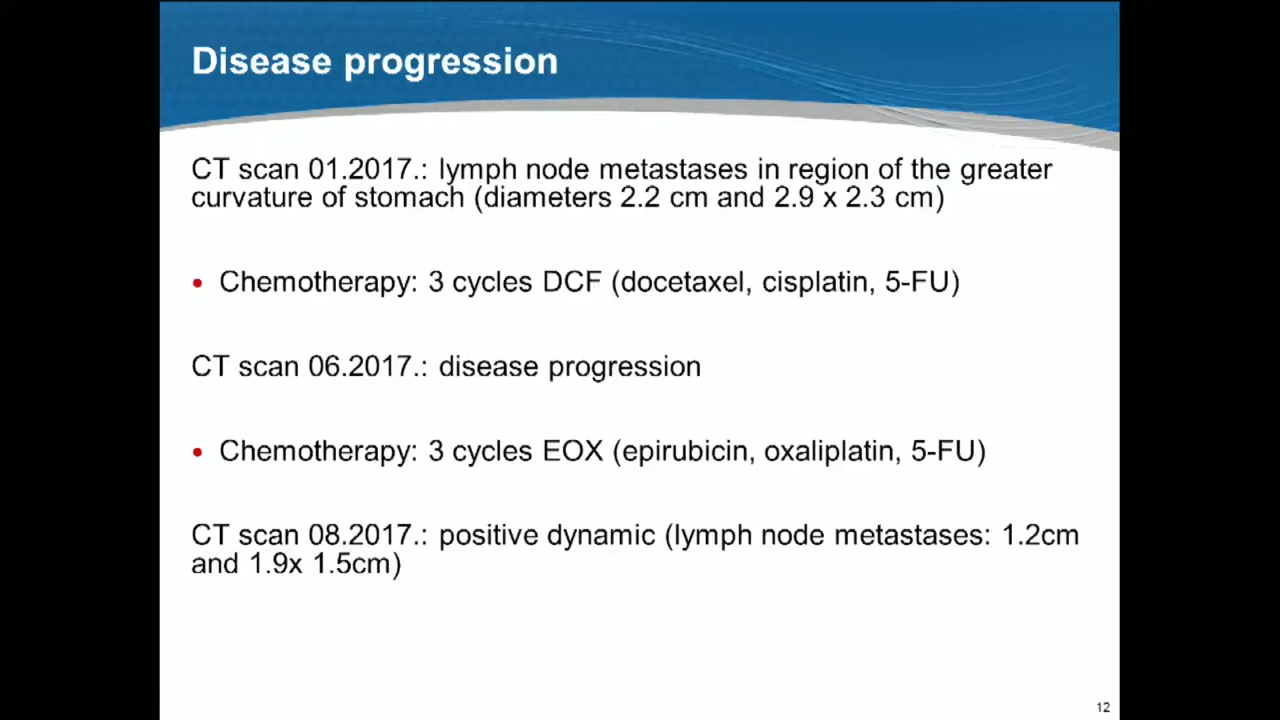 Disease progression
CT scan 01.2017.: lymph node metastases in region of the greater
curvature of stomach (diameters 2.2 cm and 2.9 x 2.3 cm)
• Chemotherapy: 3 cycles DCF (docetaxel, cisplatin, 5-FU)
CT scan 06.2017.: disease progression
• Chemotherapy: 3 cycles EOX (epirubicin, oxaliplatin, 5-FU)
CT scan 08.2017.: positive dynamic (lymph node metastases: 1.2cm
and 1.9x 1.5cm)
12